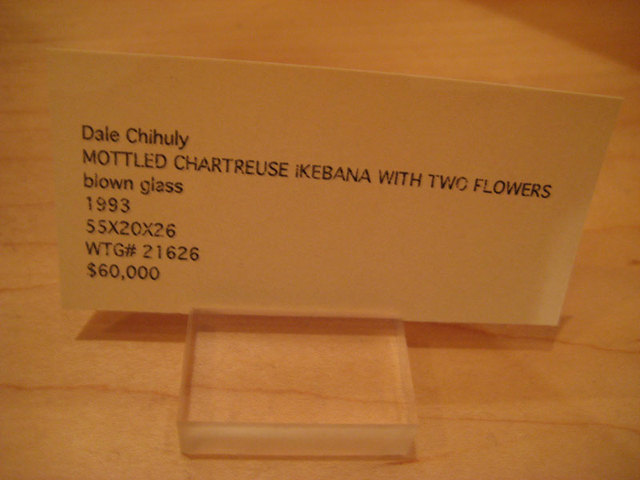 Dale Chihuly
MOTTLED CHARTREUSE iKEBANA WITH TWO FLOWERS
blown glass
1993
55X20X26
WTG# 21626
$60,000